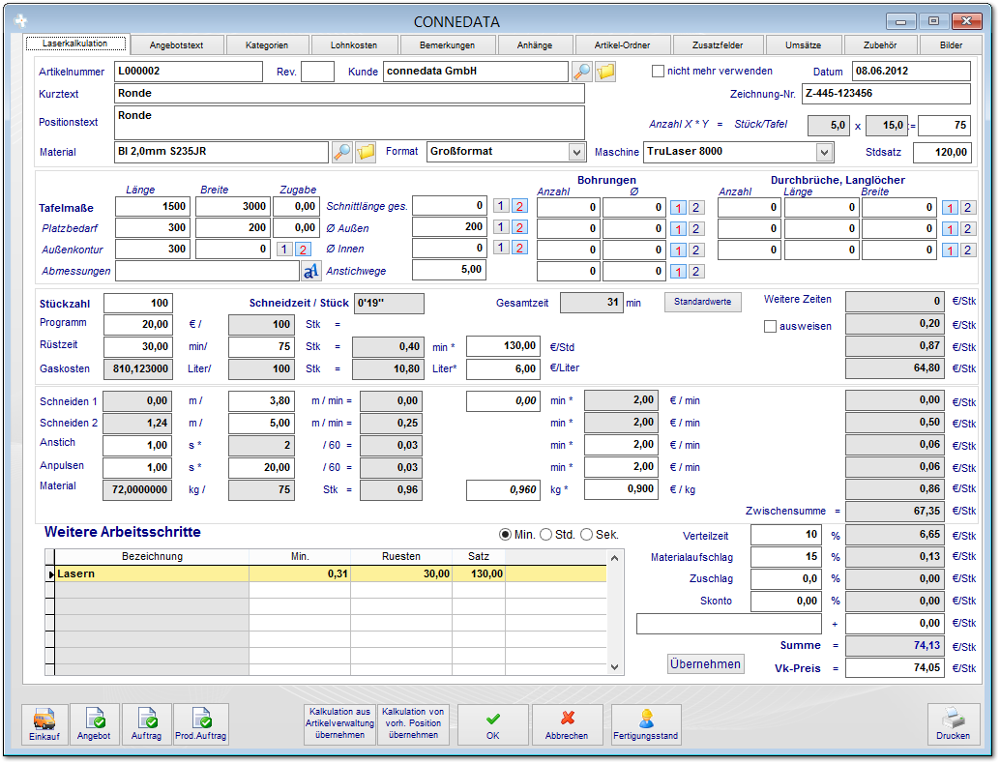 CONNEDATA
Laserkalkulation Angebotstext Kategorien Lohnkosten Bemerkungen Anhänge Artikel-Ordner Zusatzfelder Umsätze Zubehör Bilder
Artikelnummer L000002 Rev. Kunde connedata GmbH nicht mehr verwenden Datum 08.06.2012
Kurztext Ronde Zeichnung-Nr. Z-445-123456
Positionstext Ronde Anzahl X * Y = Stück/Tafel 5,0 x 15,0 := 75
Material Bl 2,0mm S235JR Format Großformat Maschine TruLaser 8000 Stdsatz 120,00
Bohrungen Durchbrüche, Langlöcher
Länge Breite Zugabe Anzahl Ø Anzahl Länge Breite
Tafelmaße 1500 3000 0,00 Schnittlänge ges. 0 1 2 0 0 1 2 0 0 0 1 2
Platzbedarf 300 200 0,00 Ø Außen 200 1 2 0 0 1 2 0 0 0 1 2
Außenkontur 300 0 1 2 Ø Innen 0 1 2 0 0 1 2 0 0 0 1 2
Abmessungen aA Anstichwege 5,00 0 0 1 2
Stückzahl 100 Schneidzeit / Stück 0'19'' Gesamtzeit 31 min Standardwerte Weitere Zeiten 0 €/Stk
Programm 20,00 € / 100 Stk = ausweisen 0,20 €/Stk
Rüstzeit 30,00 min/ 75 Stk = 0,40 min * 130,00 €/Std 0,87 €/Stk
Gaskosten 810,123000 Liter/ 100 Stk = 10,80 Liter* 6,00 €/Liter 64,80 €/Stk
Schneiden 1 0,00 m / 3,80 m / min = 0,00 0,00 min * 2,00 € / min 0,00 €/Stk
Schneiden 2 1,24 m / 5,00 m / min = 0,25 min * 2,00 € / min 0,50 €/Stk
Anstich 1,00 s * 2 / 60 = 0,03 min * 2,00 € / min 0,06 €/Stk
Anpulsen 1,00 s * 20,00 / 60 = 0,03 min * 2,00 € / min 0,06 €/Stk
Material 72,0000000 kg / 75 Stk = 0,96 0,960 kg * 0,900 € / kg 0,86 €/Stk
Zwischensumme = 67,35 €/Stk
Weitere Arbeitsschritte Min. Std. Sek. Verteilzeit 10 % 6,65 €/Stk
Bezeichnung Min. Ruesten Satz Materialaufschlag 15 % 0,13 €/Stk
Lasern 0,31 30,00 130,00 Zuschlag 0,0 % 0,00 €/Stk
Skonto 0,00 % 0,00 €/Stk
+ 0,00 €/Stk
Summe = 74,13 €/Stk
Übernehmen Vk-Preis = 74,05 €/Stk
Einkauf Angebot Auftrag Prod.Auftrag
Kalkulation aus
Artikelverwaltung
übernehmen
Kalkulation von
vorh. Position
übernehmen
OK Abbrechen Fertigungsstand Drucken